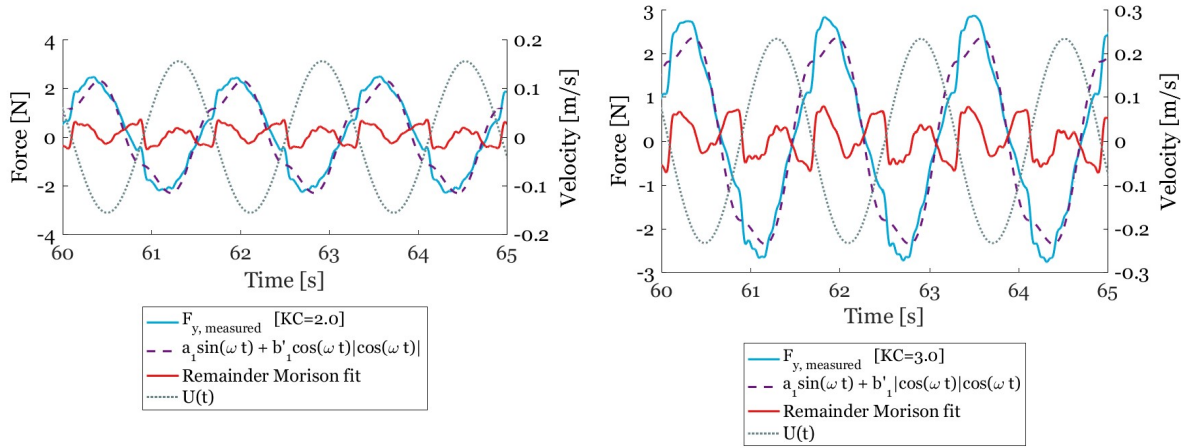 4
2
0
-2
-4
Force [N]
0.2
0.1
0
-0.1
-0.2
Velocity [m/s]
60 61 62 63 64 65
Time [s]
F_y, measured [KC=2.0]
a_1sin(ω t) + b'_1cos(ω t)|cos(ω t)|
Remainder Morison fit
U(t)
3
2
1
0
-1
-2
-3
Force [N]
0.3
0.2
0.1
0
-0.1
-0.2
-0.3
Velocity [m/s]
60 61 62 63 64 65
Time [s]
F_y, measured [KC=3.0]
a_1sin(ω t) + b'_1|cos(ω t)|cos(ω t)
Remainder Morison fit
U(t)